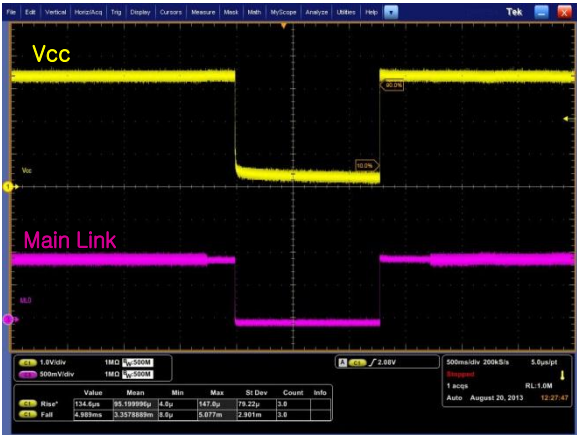 File Edit Vertical Horiz/Acq Trig Display Cursors Measure Mask Math MyScope Analyze Utilities Help Tek
Vcc
90.0%
10.0%
Vcc
1
Main Link
C1 1.0V/div 1MΩ BW:500M
500mV/div 1MΩ BW:500M
A C1 2.08V
500ms/div 200kS/s 5.0µs/pt
Stopped
1 acqs RL:1.0M
Auto August 20, 2013 12:27:47
Value Mean Min Max St Dev Count Info
C1 Rise* 134.6µs 95.199996µ 4.0µ 147.0µ 79.22µ 3.0
C1 Fall 4.989ms 3.3578889m 8.0µ 5.077m 2.901m 3.0